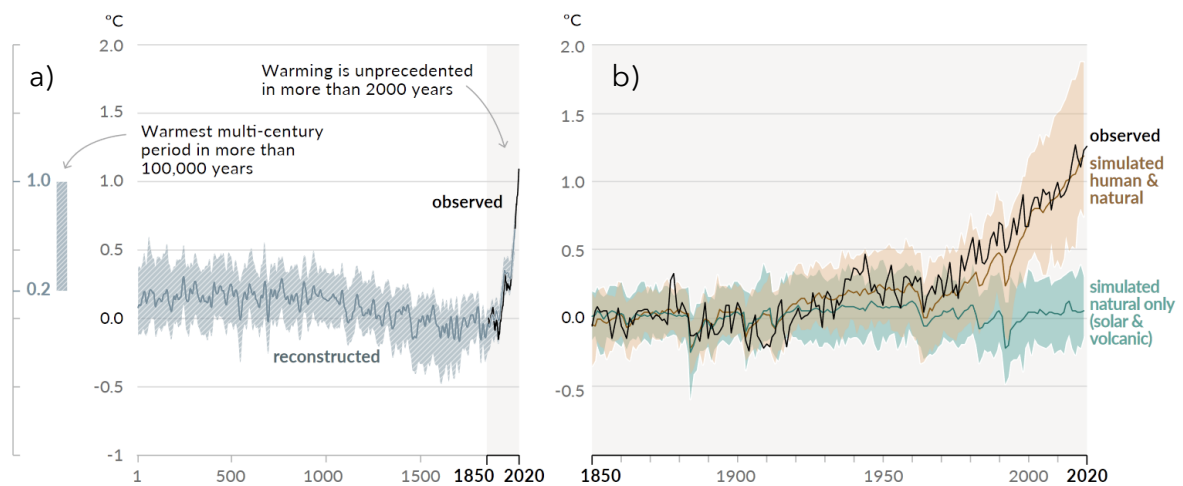 °C
2.0
1.5
1.0
0.5
0.0
-0.5
-1
a)
Warming is unprecedented
in more than 2000 years
Warmest multi-century
period in more than
100,000 years
1.0
0.2
observed
reconstructed
1
500
1000
1500
1850
2020
°C
2.0
1.5
1.0
0.5
0.0
-0.5
b)
observed
simulated
human &
natural
simulated
natural only
(solar &
volcanic)
1850
1900
1950
2000
2020